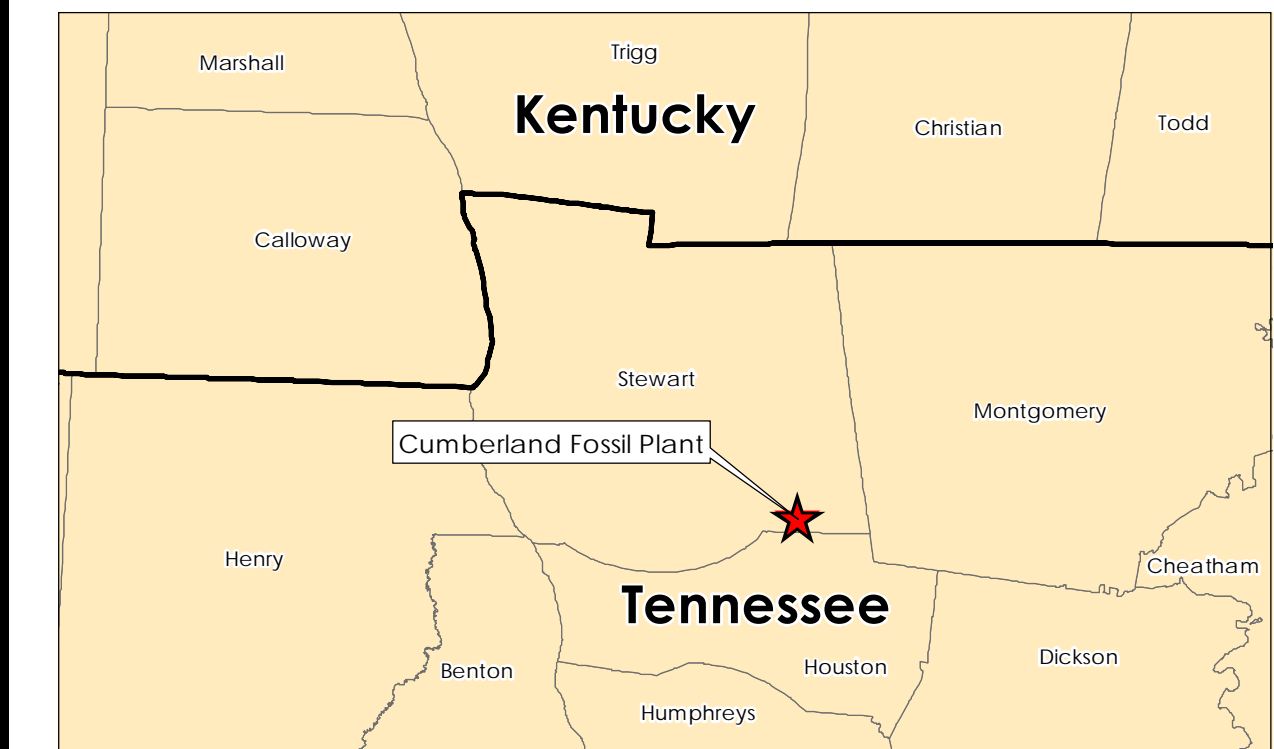 Trigg
Marshall
Kentucky
Christian
Todd
Calloway
Stewart
Montgomery
Cumberland Fossil Plant
Henry
Cheatham
Tennessee
Houston
Dickson
Benton
Humphreys